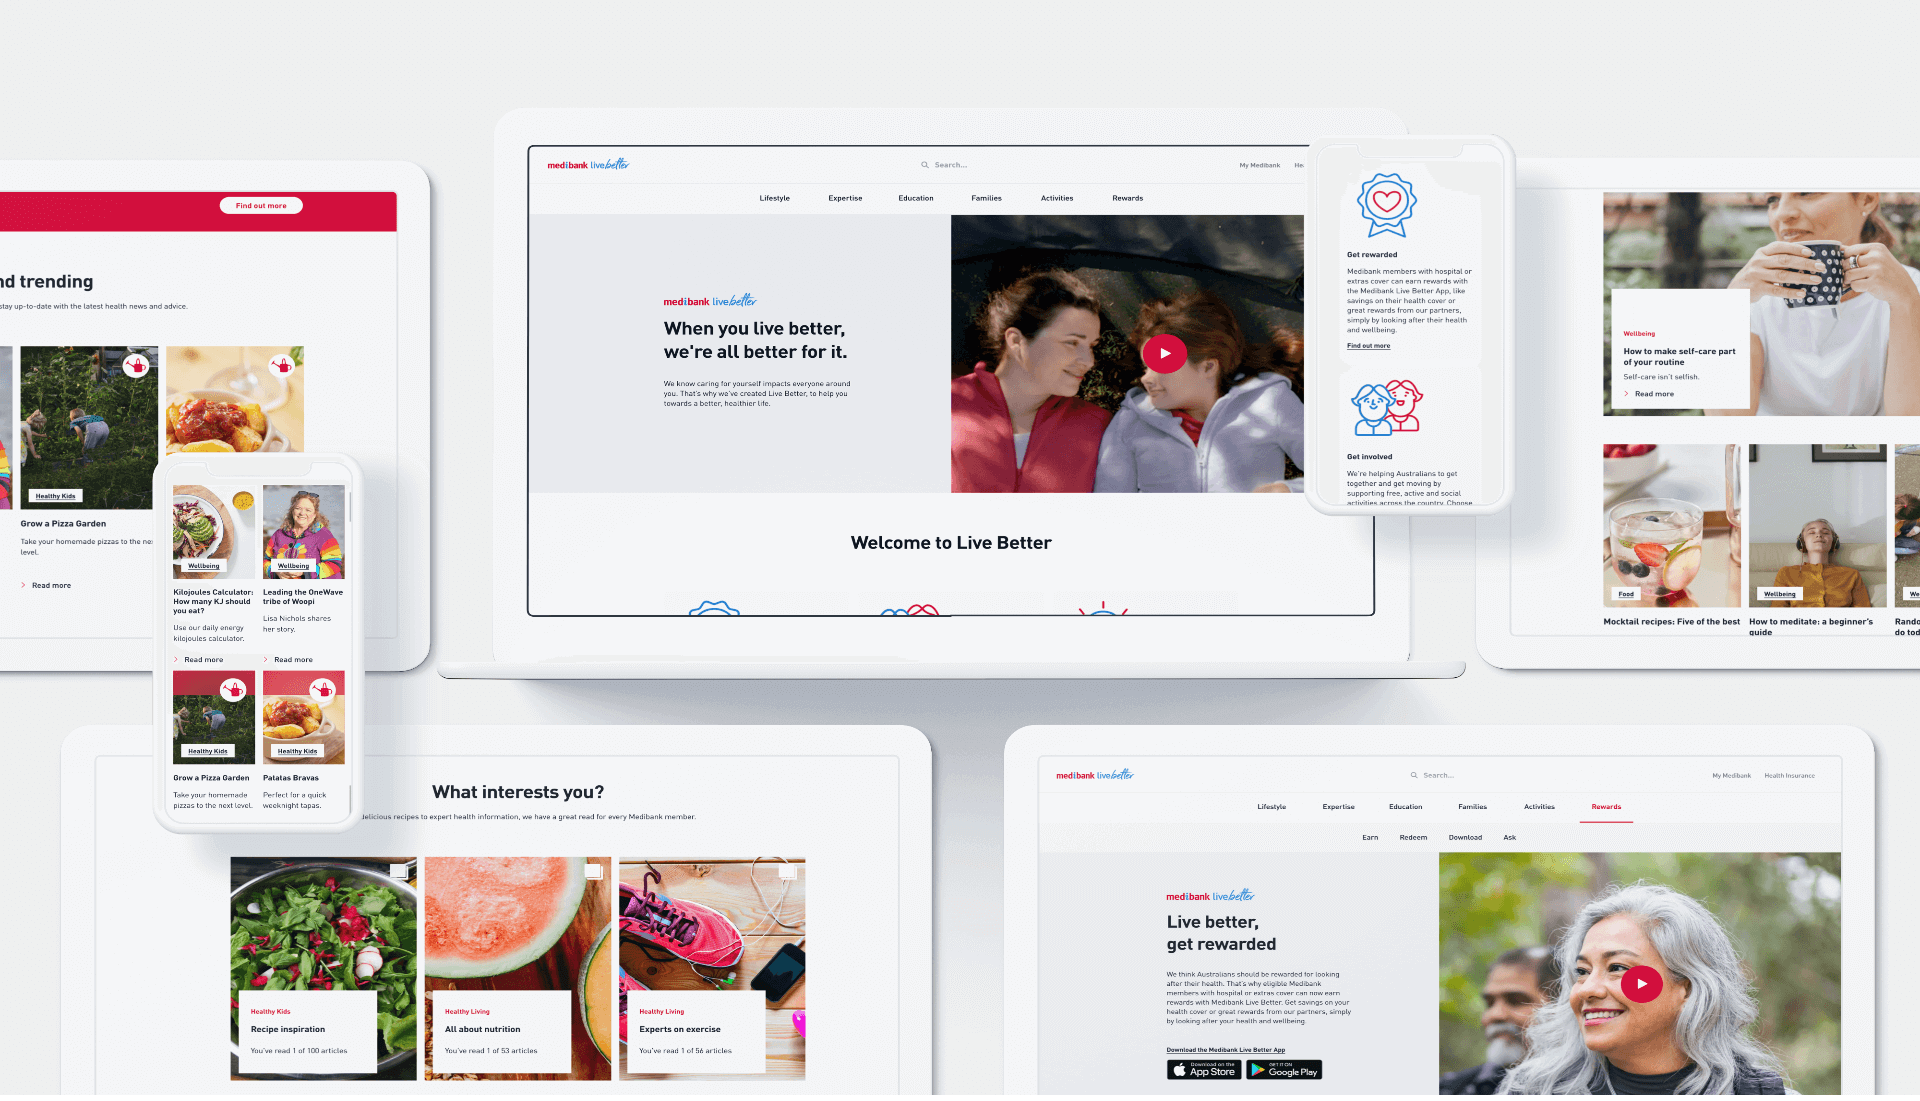 Find out more
nd trending
stay up-to-date with the latest health news and advice.
Healthy Kids
Grow a Pizza Garden
Take your homemade pizzas to the
level.
Read more
Wellbeing
Wellbeing
Kilojoules Calculator:
How many KJ should
you eat?
Use our daily energy
kilojoules calculator.
Read more
Leading the OneWave
tribe of Woopi
Lisa Nichols shares
her story.
Read more
Healthy Kids
Grow a Pizza Garden
Take your homemade
pizzas to the next level.
Healthy Kids
Patatas Bravas
Perfect for a quick
weeknight tapas.
medibank live better
Search...
My Medibank
Lifestyle
Expertise
Education
Families
Activities
Rewards
medibank live better
When you live better,
we're all better for it.
We know caring for yourself impacts everyone around
you. That's why we've created Live Better, to help you
towards a better, healthier life.
Welcome to Live Better
Get rewarded
Medibank members with hospital or
extras cover can earn rewards with
the Medibank Live Better App, like
savings on their health cover or
great rewards from our partners,
simply by looking after their health
and wellbeing.
Find out more
Get involved
We're helping Australians to get
together and get moving by
supporting free, active and social
activities across the country. Choose
Wellbeing
How to make self-care part
of your routine
Self-care isn't selfish.
Read more
Food
Mocktail recipes: Five of the best
Wellbeing
How to meditate: a beginner's
guide
We
Rando
do tod
What interests you?
delicious recipes to expert health information, we have a great read for every Medibank member.
Healthy Kids
Recipe inspiration
You've read 1 of 100 articles
Healthy Living
All about nutrition
You've read 1 of 53 articles
Healthy Living
Experts on exercise
You've read 1 of 56 articles
medibank live better
Search...
My Medibank
Health Insurance
Lifestyle
Expertise
Education
Families
Activities
Rewards
Earn
Redeem
Download
Ask
medibank live better
Live better,
get rewarded
We think Australians should be rewarded for looking
after their health. That's why eligible Medibank
members with hospital or extras cover can now earn
rewards with Medibank Live Better. Get savings on your
health cover or great rewards from our partners, simply
by looking after your health and wellbeing.
Download the Medibank Live Better App
Download on the
App Store
GET IT ON
Google Play